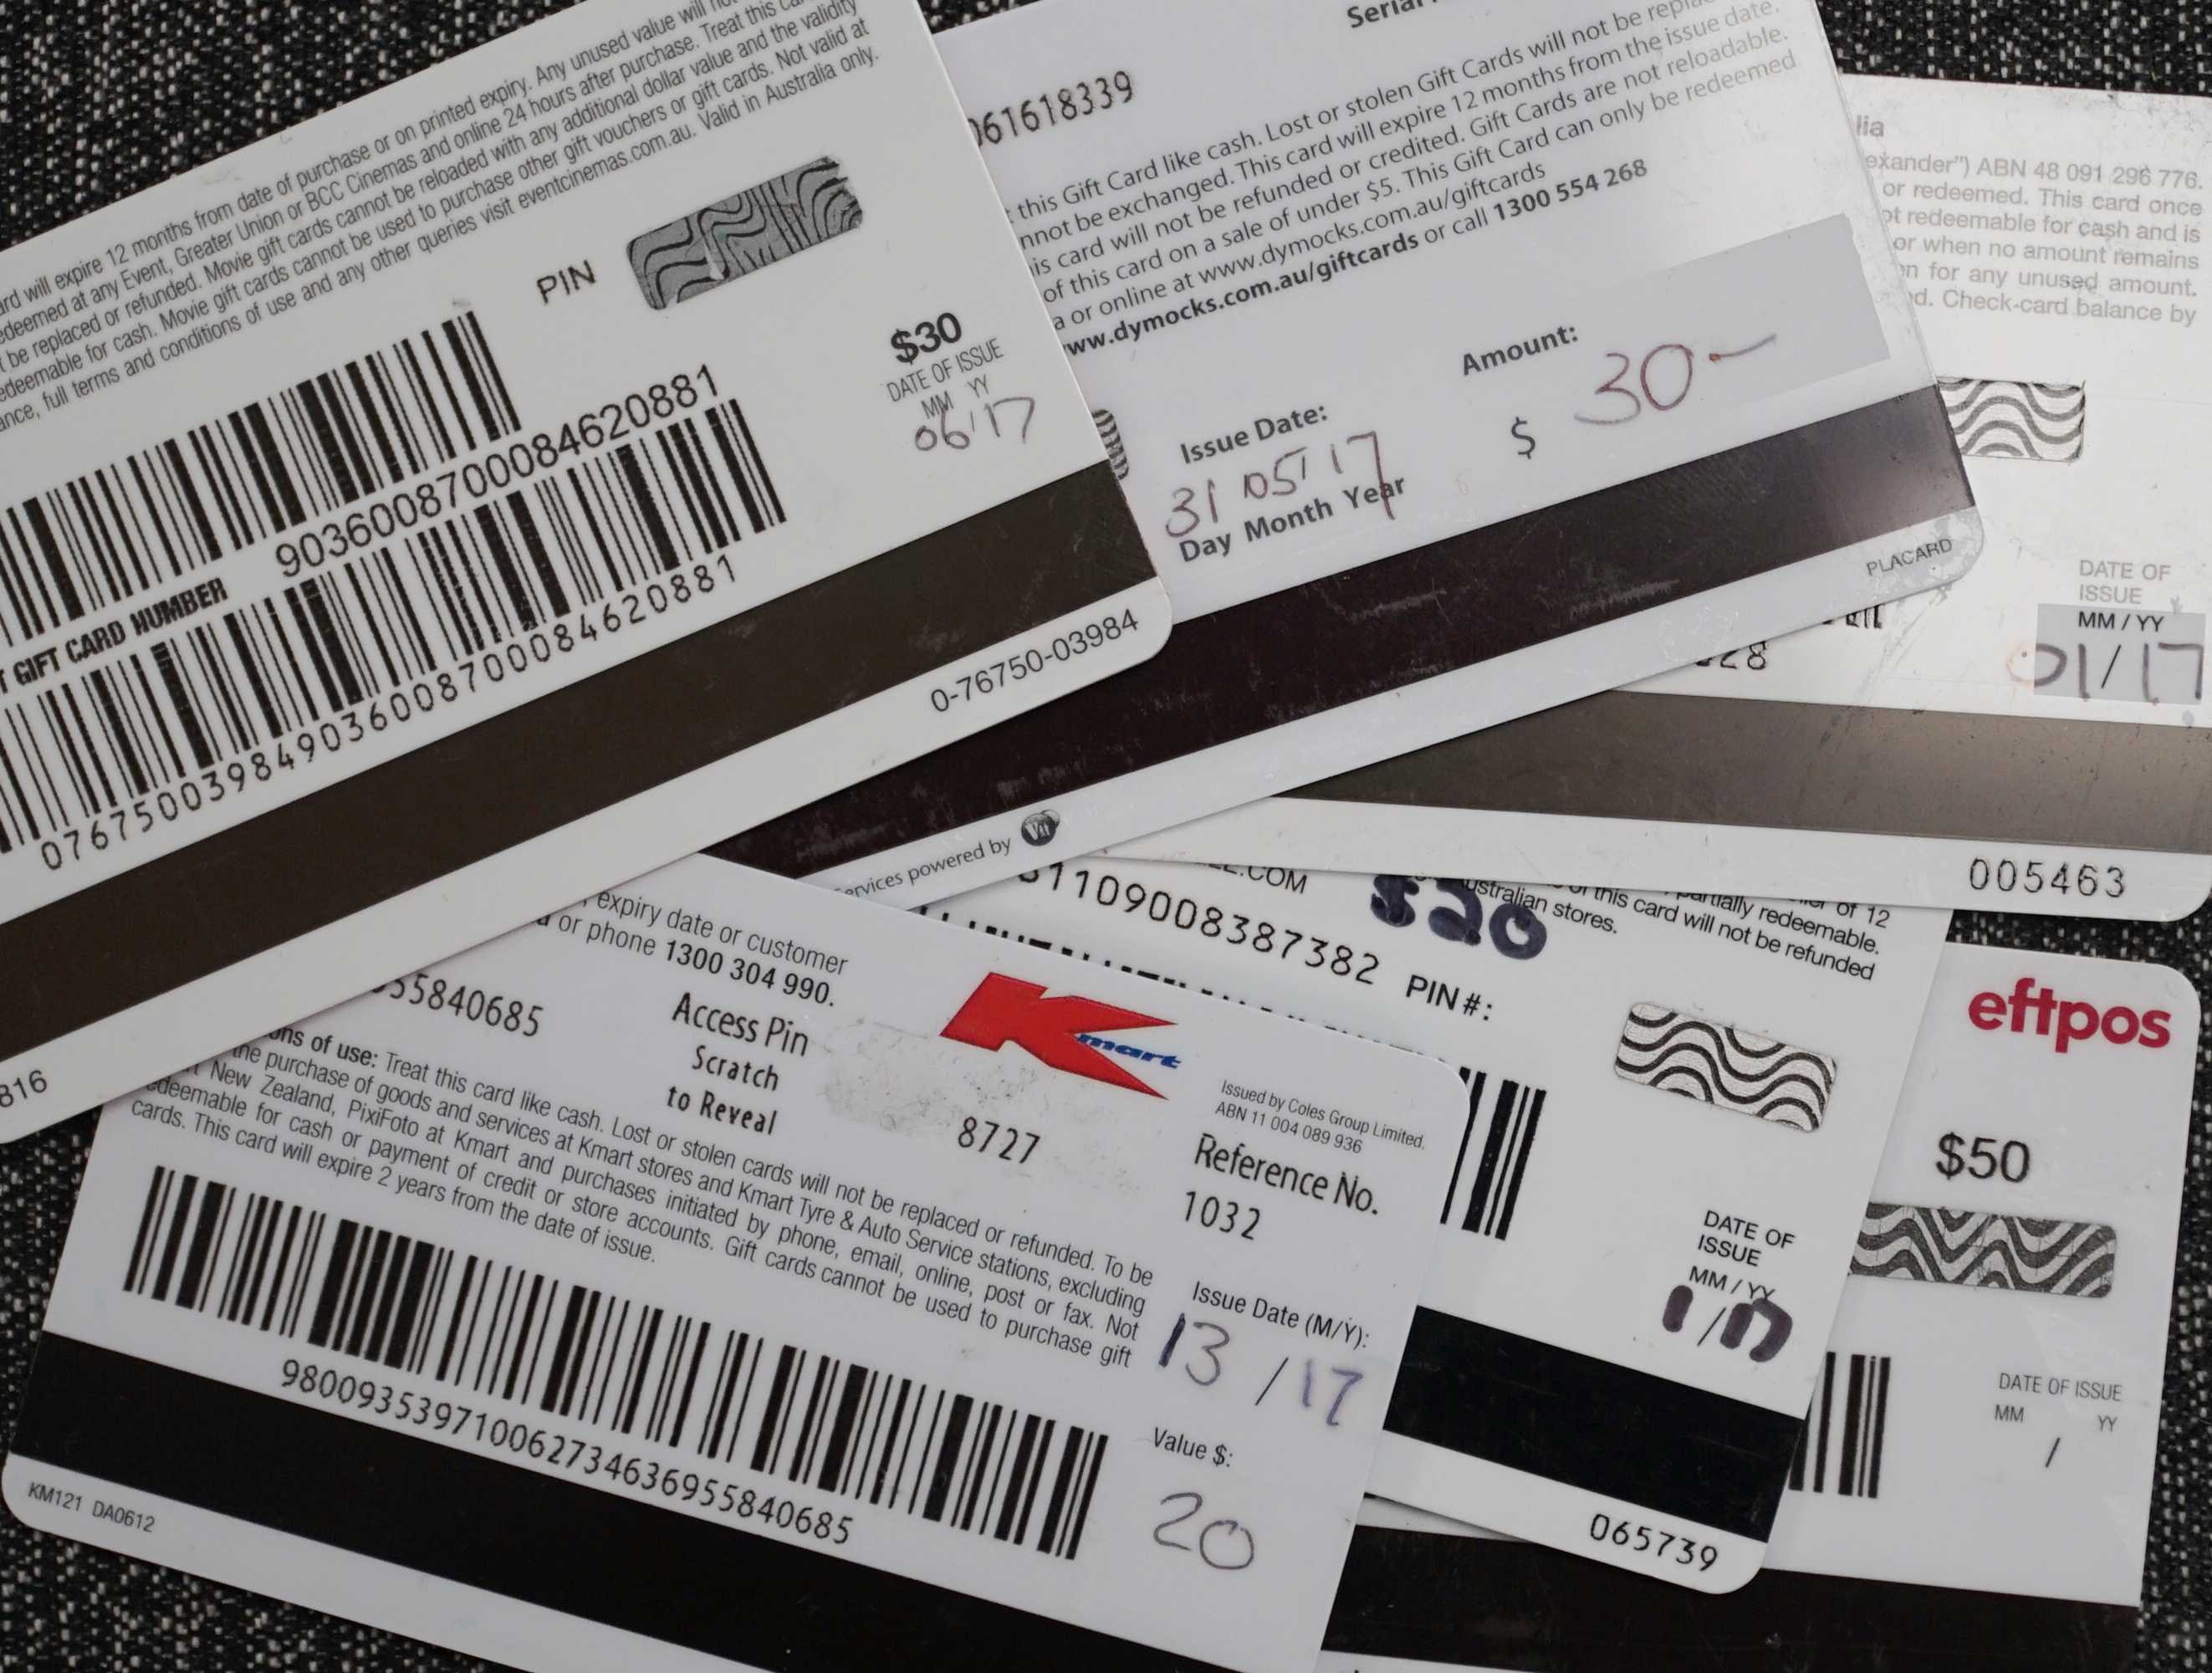 ard will expire 12 months from date of purchase or on printed expiry. Any unused value will no
edeemed at any Event, Greater Union or BCC Cinemas and online 24 hours after purchase. Treat this ca
t be replaced or refunded. Movie gift cards cannot be reloaded with any additional dollar value and the validity
edeemable for cash. Movie gift cards cannot be used to purchase other gift vouchers or gift cards. Not valid at
ance, full terms and conditions of use and any other queries visit eventcinemas.com.au. Valid in Australia only.
PIN
$30
DATE OF ISSUE
MM YY
06 17
9036008700084620881
T GIFT CARD NUMBER
076750039849036008700084620881
0-76750-03984
816
Serial
061618339
t this Gift Card like cash. Lost or stolen Gift Cards will not be repla
nnot be exchanged. This card will expire 12 months from the issue date.
is card will not be refunded or credited. Gift Cards are not reloadable.
of this card on a sale of under $5. This Gift Card can only be redeemed
a or online at www.dymocks.com.au/giftcards
ww.dymocks.com.au/giftcards or call 1300 554 268
Amount:
$ 30-
Issue Date:
31 05 17
Day Month Year
PLACARD
ervices powered by
lia
exander") ABN 48 091 296 776.
or redeemed. This card once
ot redeemable for cash and is
or when no amount remains
n for any unused amount.
d. Check-card balance by
DATE OF
ISSUE
MM / YY
01/17
28
005463
.COM
$20
of 12
partially redeemable.
of this card will not be refunded
ustralian stores.
1109008387382 PIN#:
DATE OF
ISSUE
MM / YY
1/17
065739
eftpos
$50
DATE OF ISSUE
MM YY
/
expiry date or customer
or phone 1300 304 990.
55840685
Access Pin
Scratch
to Reveal
8727
Kmart
Issued by Coles Group Limited.
ABN 11 004 089 936
Reference No.
1032
ons of use: Treat this card like cash. Lost or stolen cards will not be replaced or refunded. To be
the purchase of goods and services at Kmart stores and Kmart Tyre & Auto Service stations, excluding
New Zealand, PixiFoto at Kmart and purchases initiated by phone, email, online, post or fax. Not
edeemable for cash or payment of credit or store accounts. Gift cards cannot be used to purchase gift
cards. This card will expire 2 years from the date of issue.
Issue Date (M/Y):
13 / 17
Value $:
20
980093539710062734636955840685
KM121 DA0612